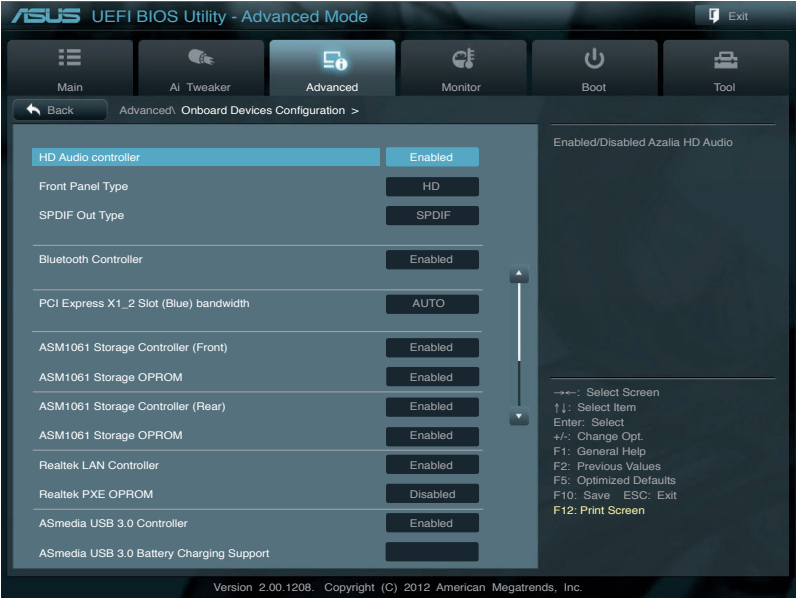 ASUS UEFI BIOS Utility - Advanced Mode
Exit
Main
Ai Tweaker
Advanced
Monitor
Boot
Tool
Back
Advanced\ Onboard Devices Configuration >
HD Audio controller Enabled
Front Panel Type HD
SPDIF Out Type SPDIF
Bluetooth Controller Enabled
PCI Express X1_2 Slot (Blue) bandwidth AUTO
ASM1061 Storage Controller (Front) Enabled
ASM1061 Storage OPROM Enabled
ASM1061 Storage Controller (Rear) Enabled
ASM1061 Storage OPROM Enabled
Realtek LAN Controller Enabled
Realtek PXE OPROM Disabled
ASmedia USB 3.0 Controller Enabled
ASmedia USB 3.0 Battery Charging Support
Enabled/Disabled Azalia HD Audio
→←: Select Screen
↑↓: Select Item
Enter: Select
+/-: Change Opt.
F1: General Help
F2: Previous Values
F5: Optimized Defaults
F10: Save ESC: Exit
F12: Print Screen
Version 2.00.1208. Copyright (C) 2012 American Megatrends, Inc.